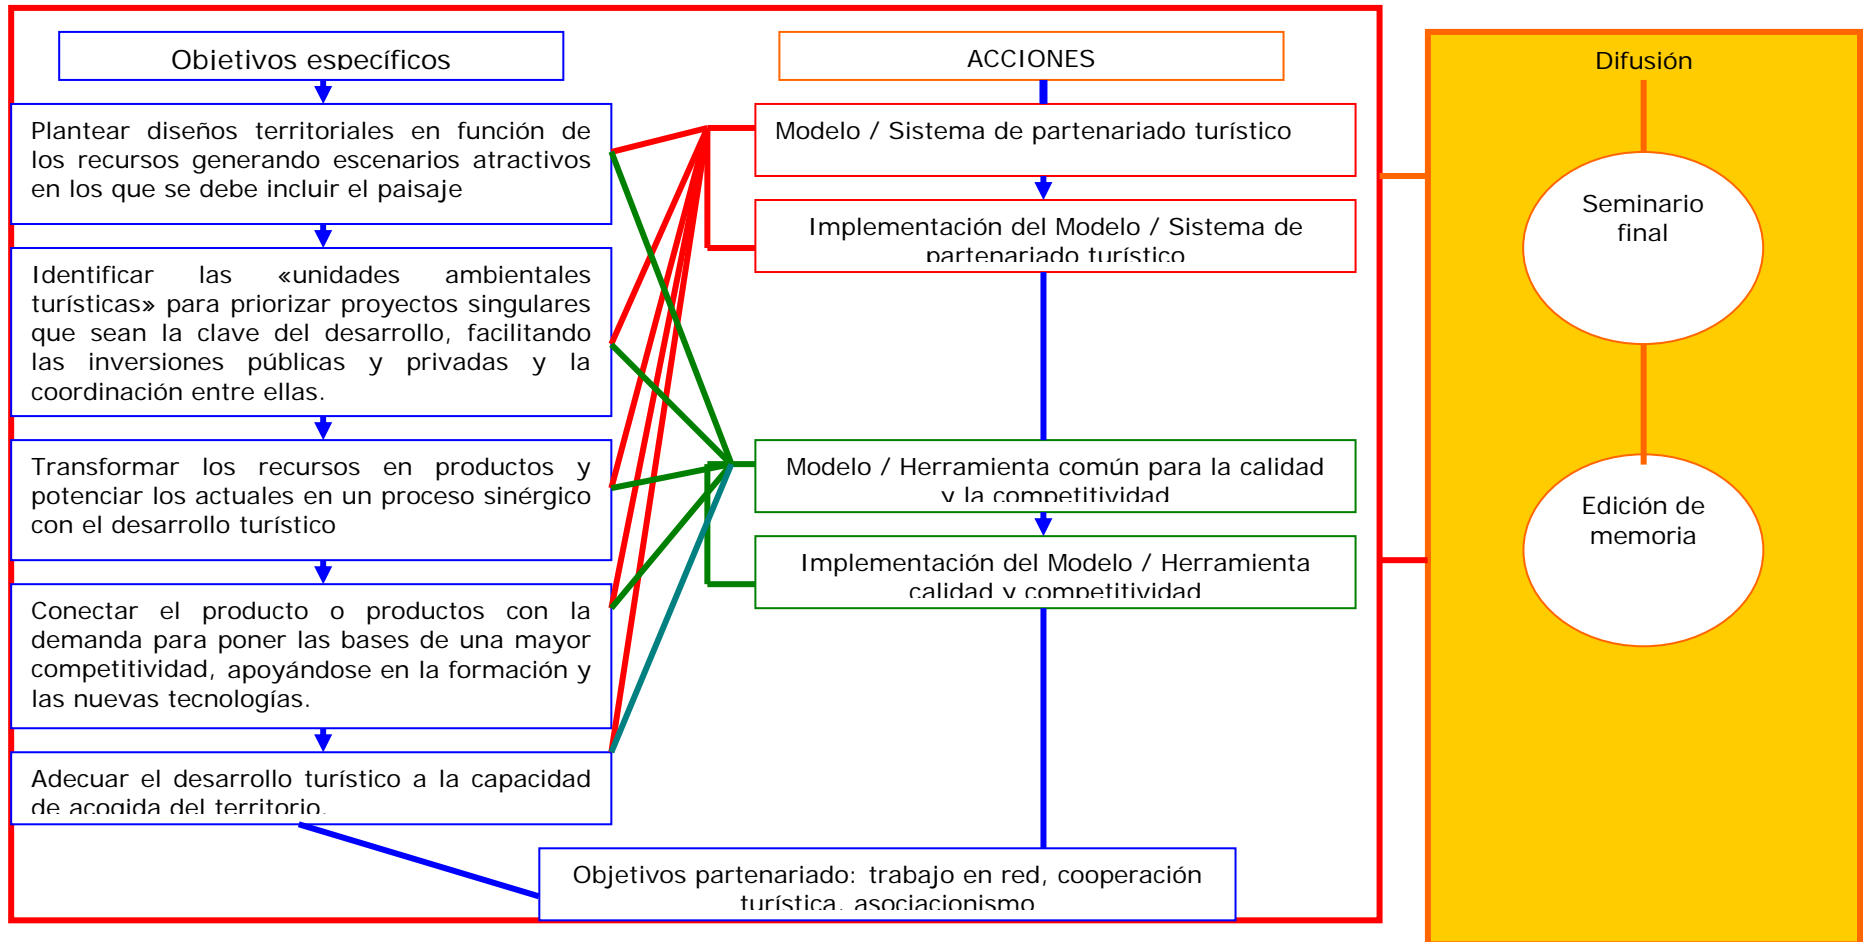 Objetivos específicos
Plantear diseños territoriales en función de
los recursos generando escenarios atractivos
en los que se debe incluir el paisaje
Identificar las «unidades ambientales
turísticas» para priorizar proyectos singulares
que sean la clave del desarrollo, facilitando
las inversiones públicas y privadas y la
coordinación entre ellas.
Transformar los recursos en productos y
potenciar los actuales en un proceso sinérgico
con el desarrollo turístico
Conectar el producto o productos con la
demanda para poner las bases de una mayor
competitividad, apoyándose en la formación y
las nuevas tecnologías.
Adecuar el desarrollo turístico a la capacidad
de acogida del territorio.
ACCIONES
Modelo / Sistema de partenariado turístico
Implementación del Modelo / Sistema de
partenariado turístico
Modelo / Herramienta común para la calidad
y la competitividad
Implementación del Modelo / Herramienta
calidad y competitividad
Objetivos partenariado: trabajo en red, cooperación
turística, asociacionismo
Difusión
Seminario
final
Edición de
memoria